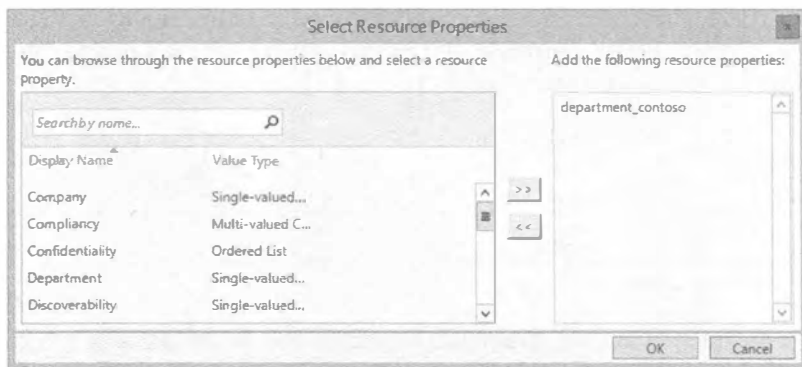 Select Resource Properties
x
You can browse through the resource properties below and select a resource
property.
Add the following resource properties:
Search by name...
department_contoso
Display Name Value Type
Company Single-valued...
Compliancy Multi-valued C...
Confidentiality Ordered List
Department Single-valued...
Discoverability Single-valued...
>>
<<
OK Cancel